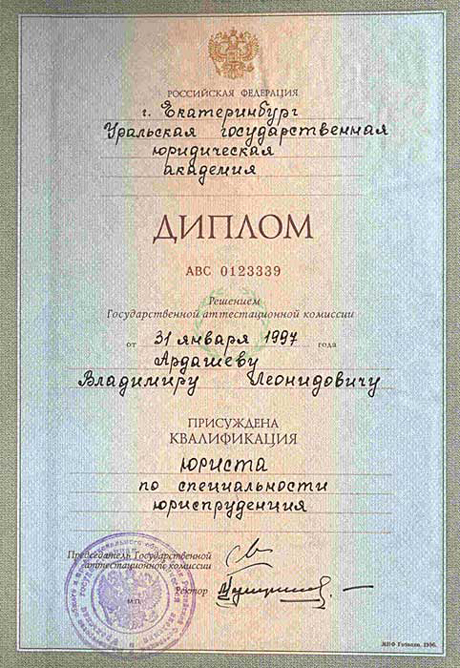 РОССИЙСКАЯ ФЕДЕРАЦИЯ
г. Екатеринбург
Уральская государственная
юридическая
академия
ДИПЛОМ
АВС 0123339
Решением
Государственной аттестационной комиссии
от 31 января 1997 года
Ардашеву
Владимиру Леонидовичу
ПРИСУЖДЕНА
КВАЛИФИКАЦИЯ
юриста
по специальности
юриспруденция
Председатель Государственной
аттестационной комиссии
Ректор
М.П.
1996.